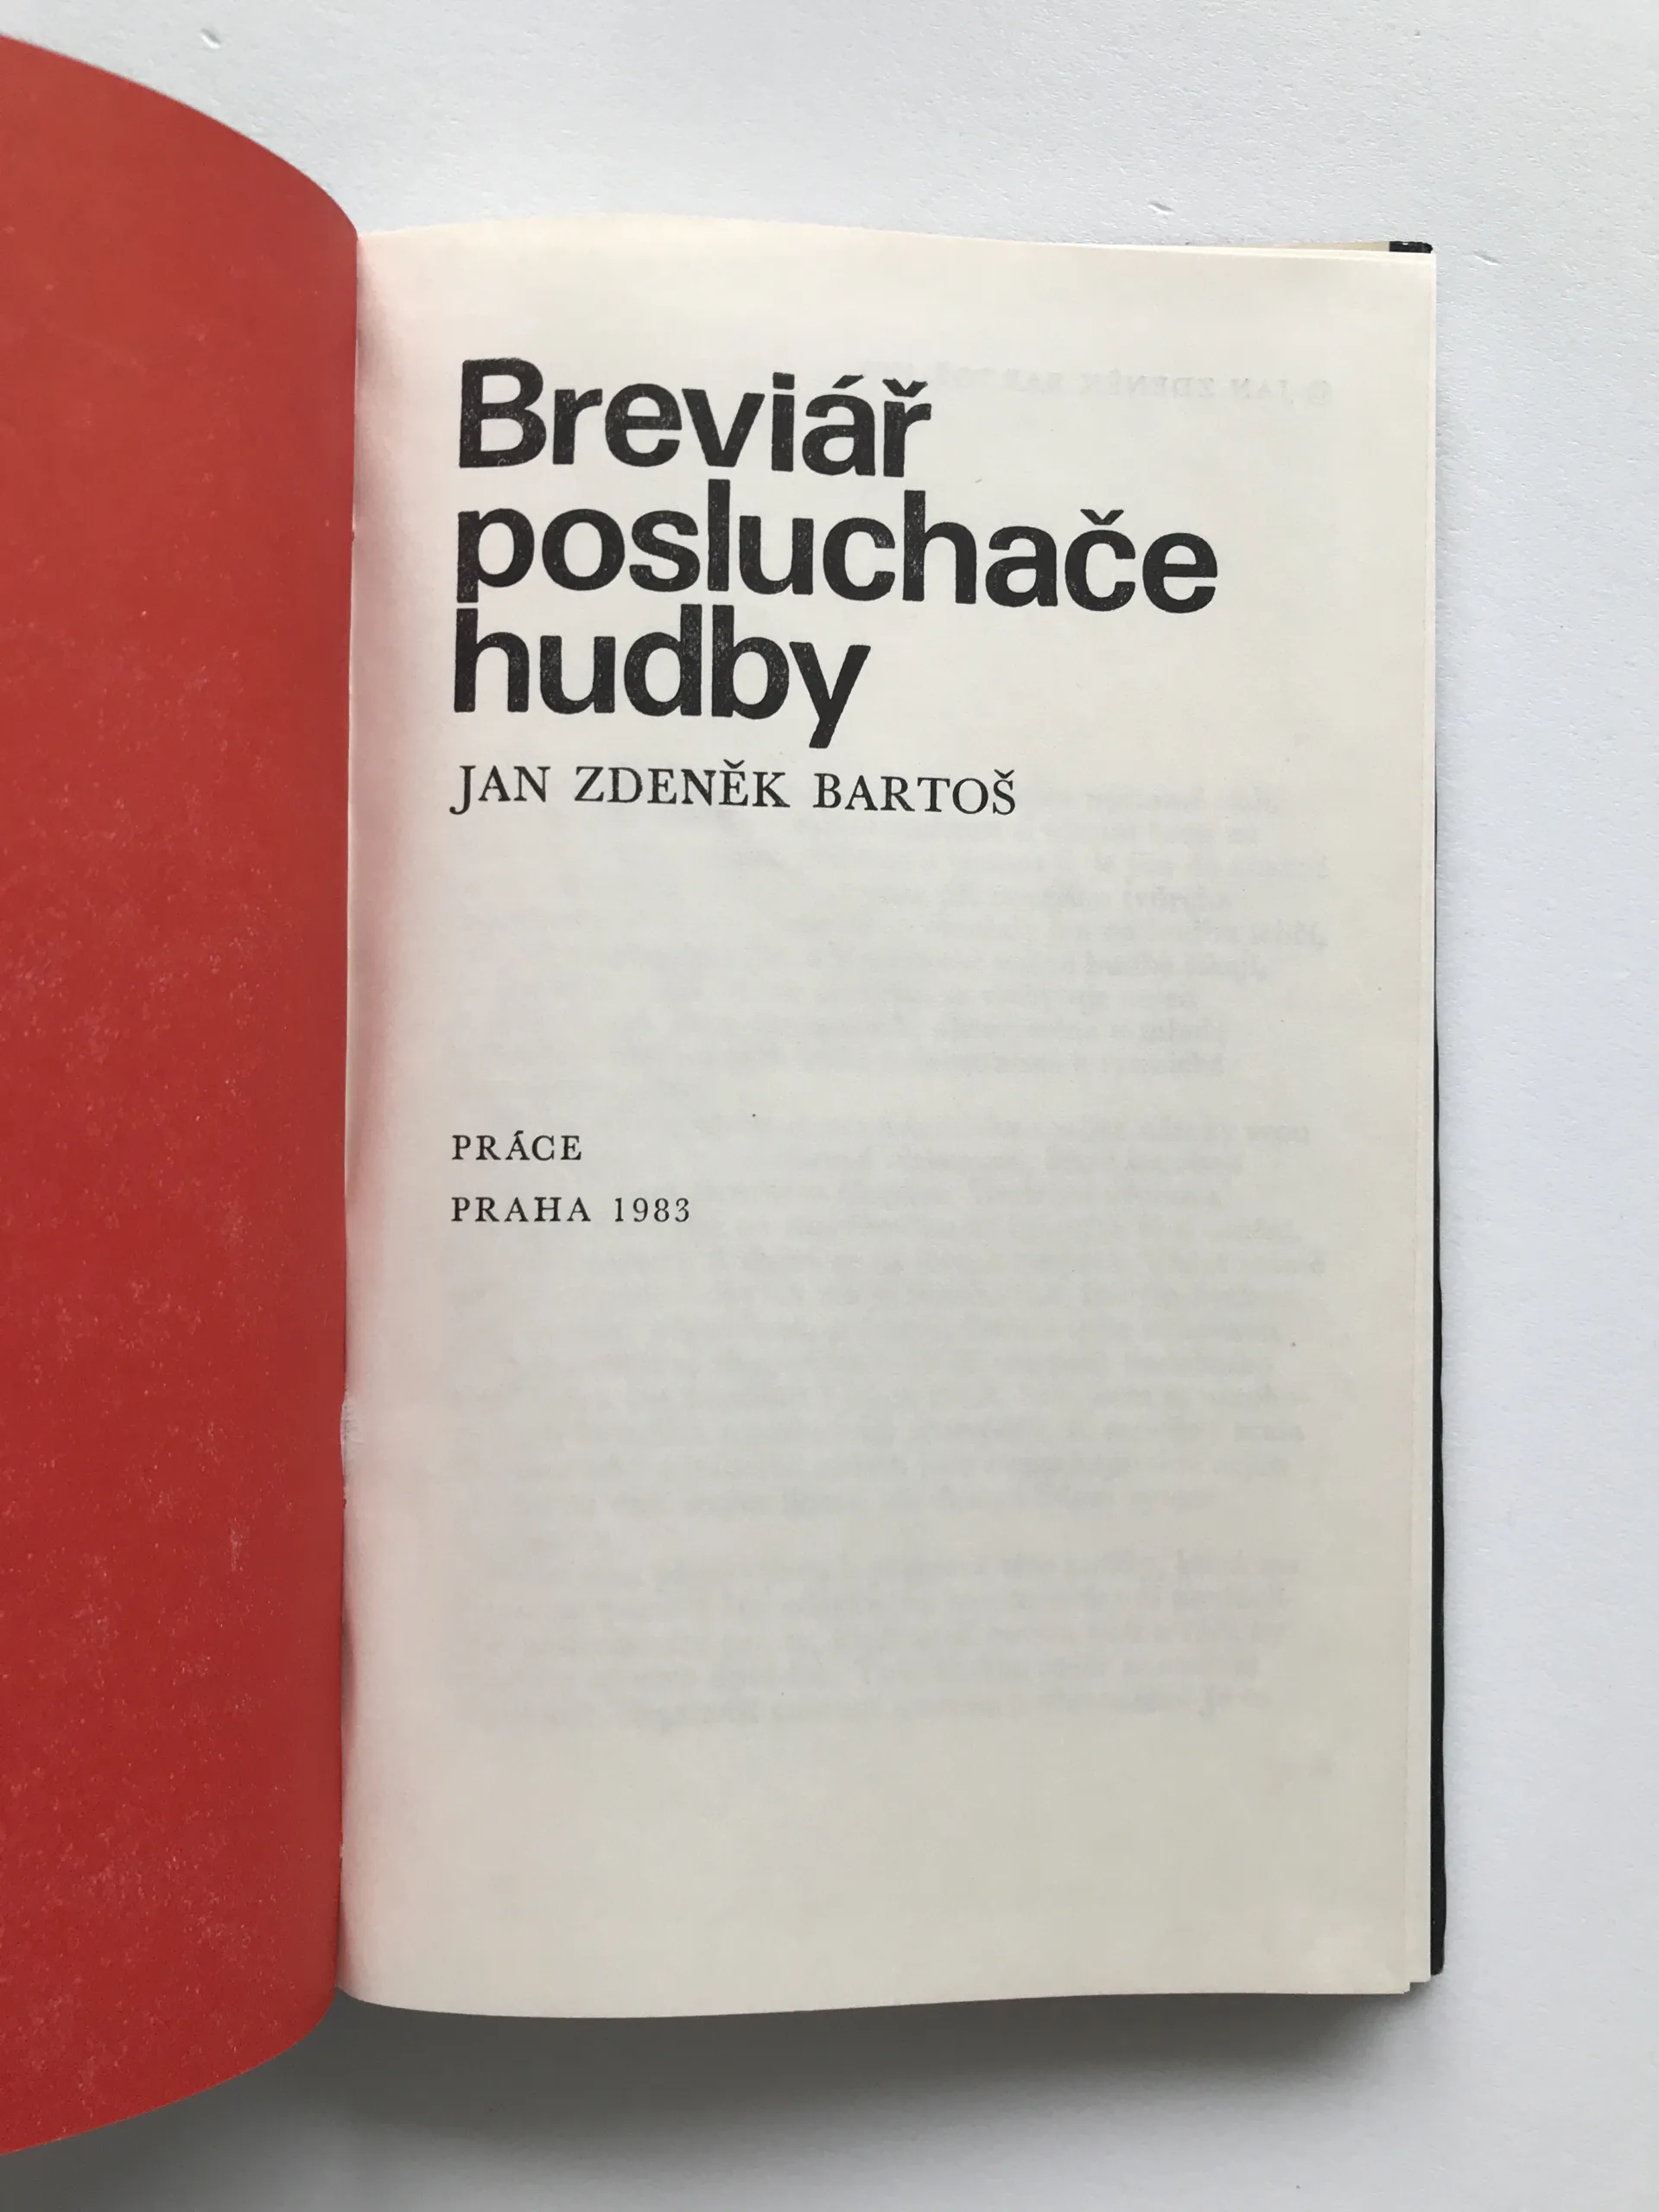 Breviář
posluchače
hudby
JAN ZDENĚK BARTOŠ
PRÁCE
PRAHA 1983